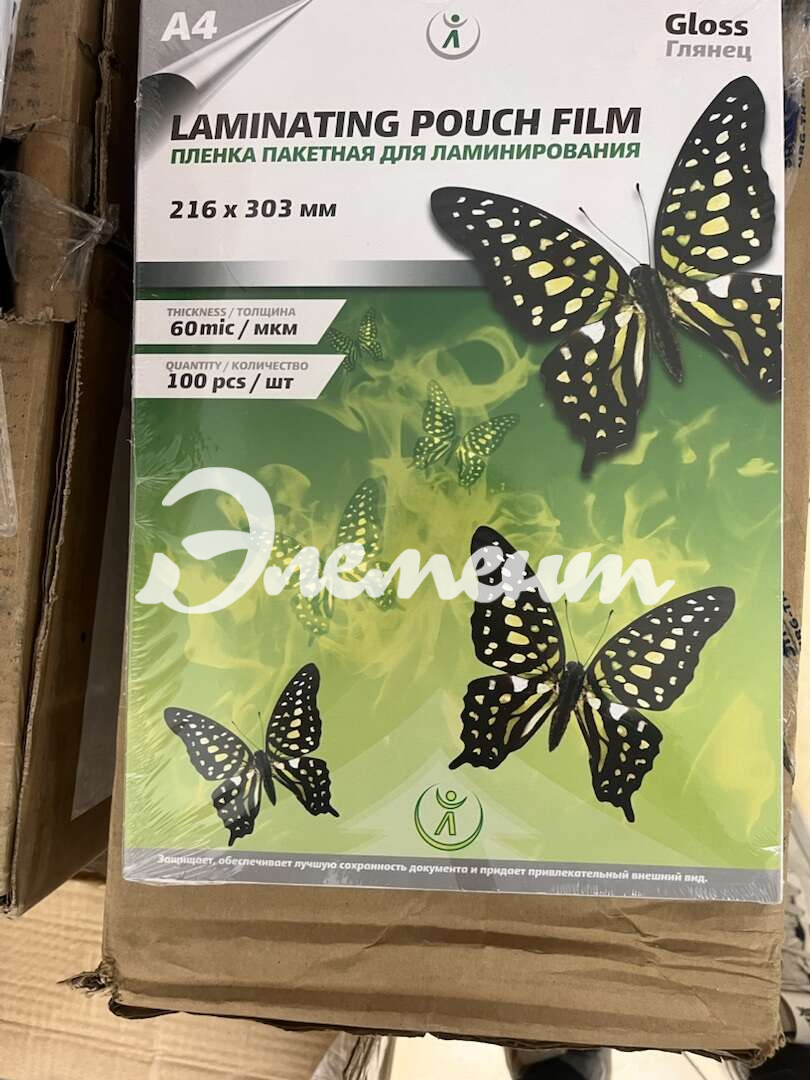 A4
Gloss
Глянец
Л
LAMINATING POUCH FILM
ПЛЕНКА ПАКЕТНАЯ ДЛЯ ЛАМИНИРОВАНИЯ
216 x 303 мм
THICKNESS / ТОЛЩИНА
60mic / мкм
QUANTITY / КОЛИЧЕСТВО
100 pcs / шт
Элемент
Л
Защищает, обеспечивает лучшую сохранность документа и придает привлекательный внешний вид.